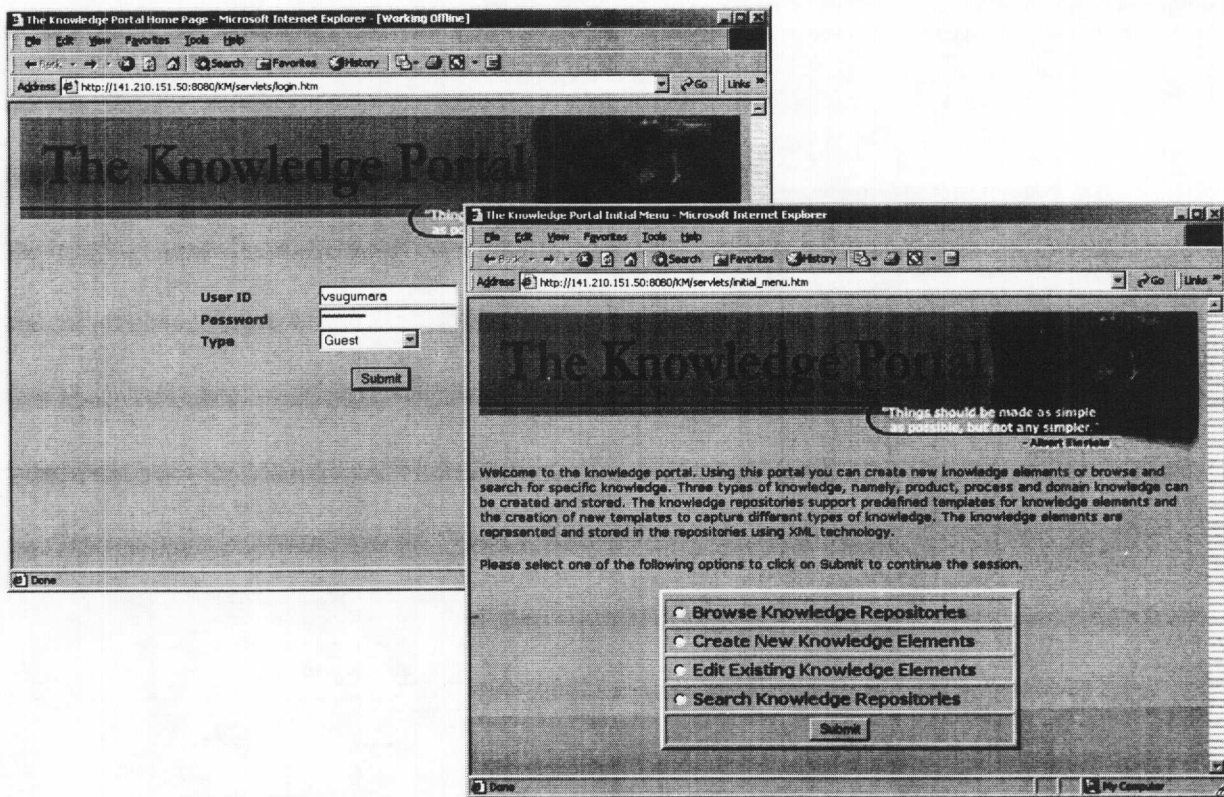 The Knowledge Portal Home Page - Microsoft Internet Explorer - [Working Offline]
File Edit View Favorites Tools Help
Back Search Favorites History
Address http://141.210.151.50:8080/KM/servlets/login.htm Go Links »
The Knowledge Portal
"Thing
as po
User ID vsugumara
Password
Type Guest
Submit
Done
The Knowledge Portal Initial Menu - Microsoft Internet Explorer
File Edit View Favorites Tools Help
Back Search Favorites History
Address http://141.210.151.50:8080/KM/servlets/initial_menu.htm Go Links »
The Knowledge Portal
"Things should be made as simple
as possible, but not any simpler."
- Albert Einstein
Welcome to the knowledge portal. Using this portal you can create new knowledge elements or browse and
search for specific knowledge. Three types of knowledge, namely, product, process and domain knowledge can
be created and stored. The knowledge repositories support predefined templates for knowledge elements and
the creation of new templates to capture different types of knowledge. The knowledge elements are
represented and stored in the repositories using XML technology.
Please select one of the following options to click on Submit to continue the session.
Browse Knowledge Repositories
Create New Knowledge Elements
Edit Existing Knowledge Elements
Search Knowledge Repositories
Submit
Done My Computer